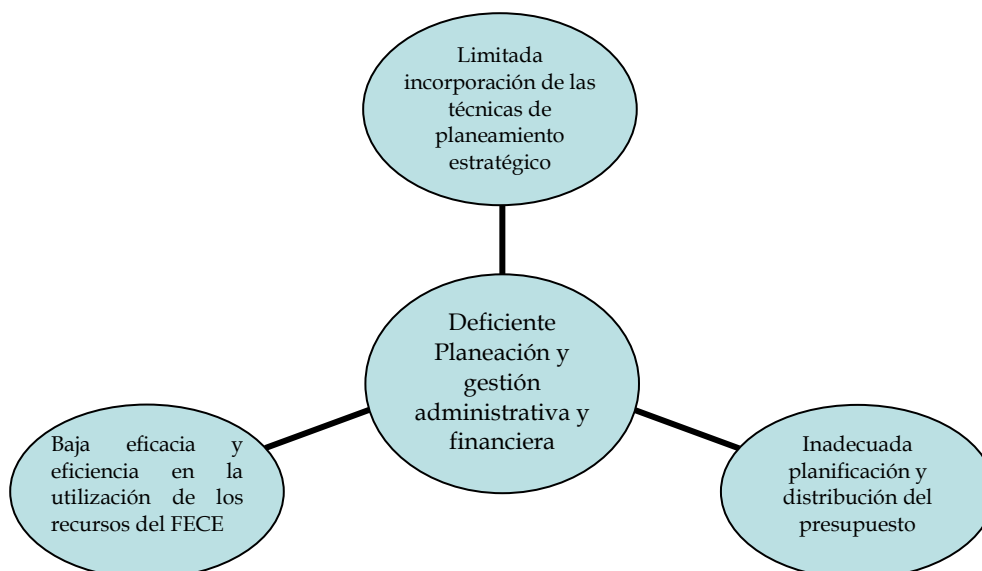 Limitada
incorporación de las
técnicas de
planeamiento
estratégico
Deficiente
Planeación y
gestión
administrativa y
financiera
Baja eficacia y
eficiencia en la
utilización de los
recursos del FECE
Inadecuada
planificación y
distribución del
presupuesto